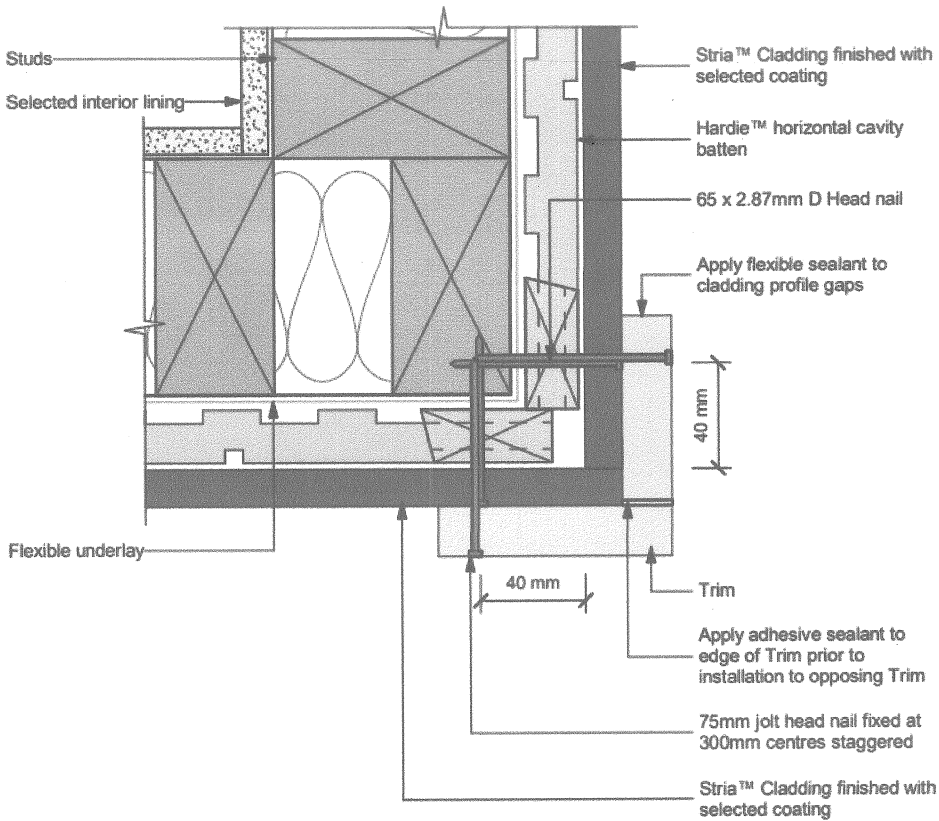 Studs
Selected interior lining
Stria™ Cladding finished with
selected coating
Hardie™ horizontal cavity
batten
65 x 2.87mm D Head nail
Apply flexible sealant to
cladding profile gaps
40 mm
Flexible underlay
40 mm
Trim
Apply adhesive sealant to
edge of Trim prior to
installation to opposing Trim
75mm jolt head nail fixed at
300mm centres staggered
Stria™ Cladding finished with
selected coating